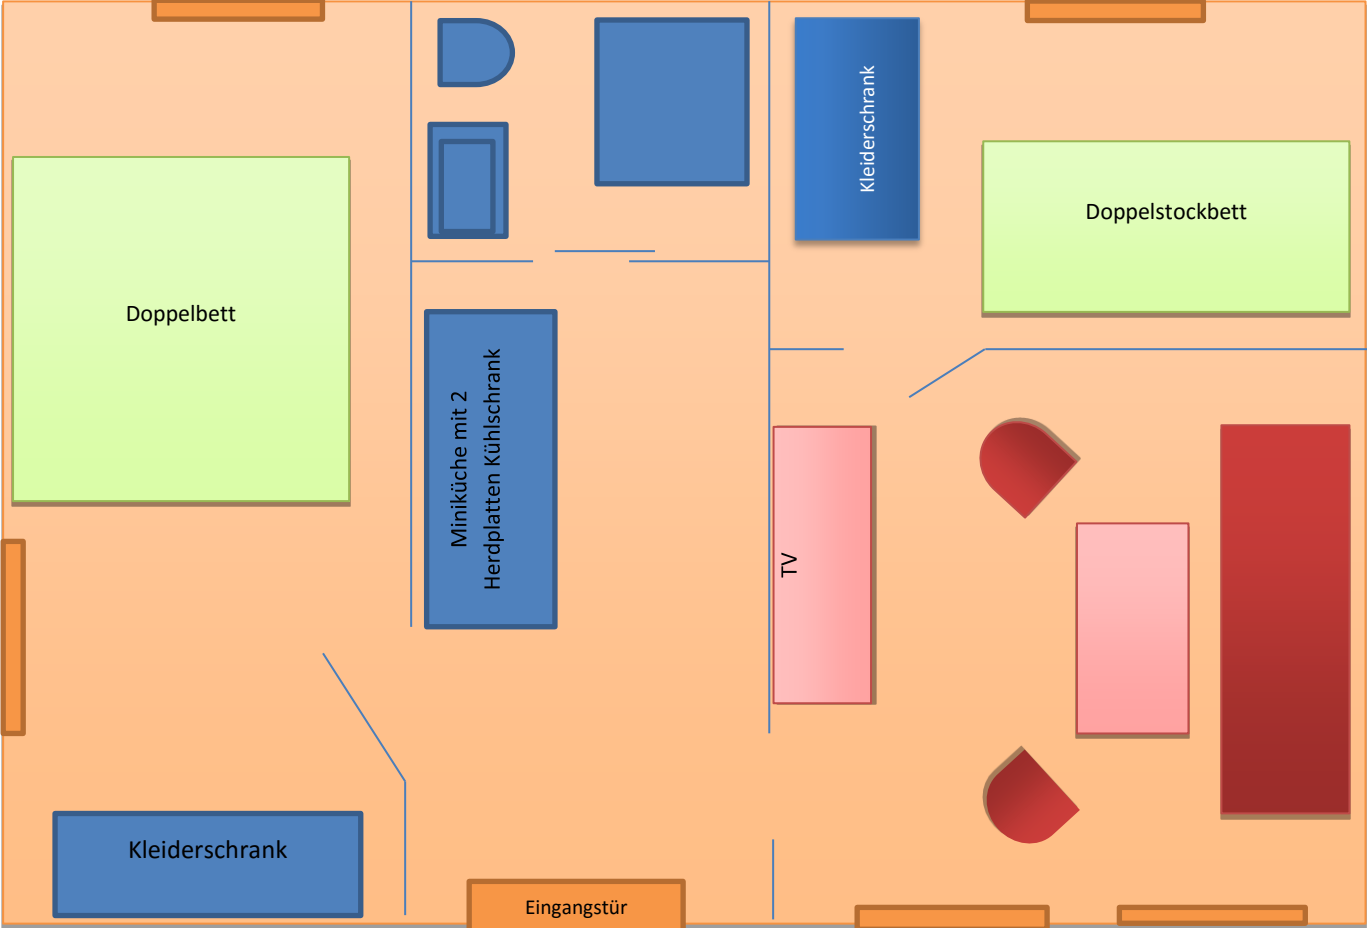 Kleiderschrank
Doppelstockbett
Doppelbett
Miniküche mit 2
Herdplatten Kühlschrank
TV
Kleiderschrank
Eingangstür